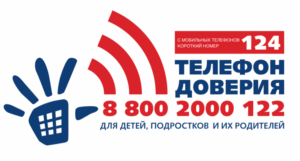 С МОБИЛЬНЫХ ТЕЛЕФОНОВ
КОРОТКИЙ НОМЕР 124
ТЕЛЕФОН
ДОВЕРИЯ
8 800 2000 122
ДЛЯ ДЕТЕЙ, ПОДРОСТКОВ И ИХ РОДИТЕЛЕЙ